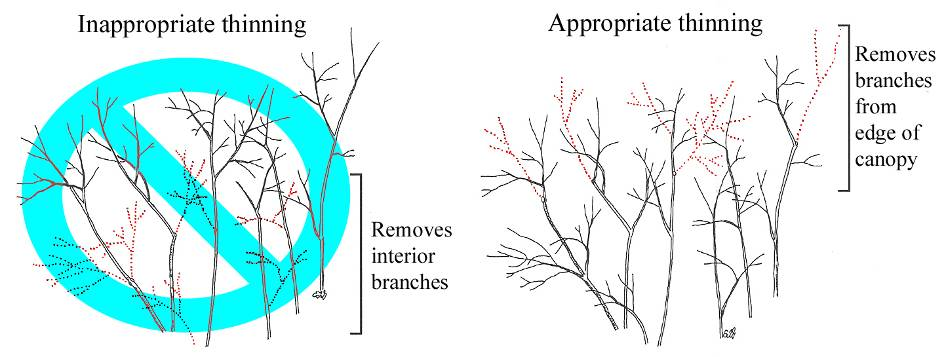 Inappropriate thinning
Appropriate thinning
Removes
interior
branches
Removes
branches
from
edge of
canopy